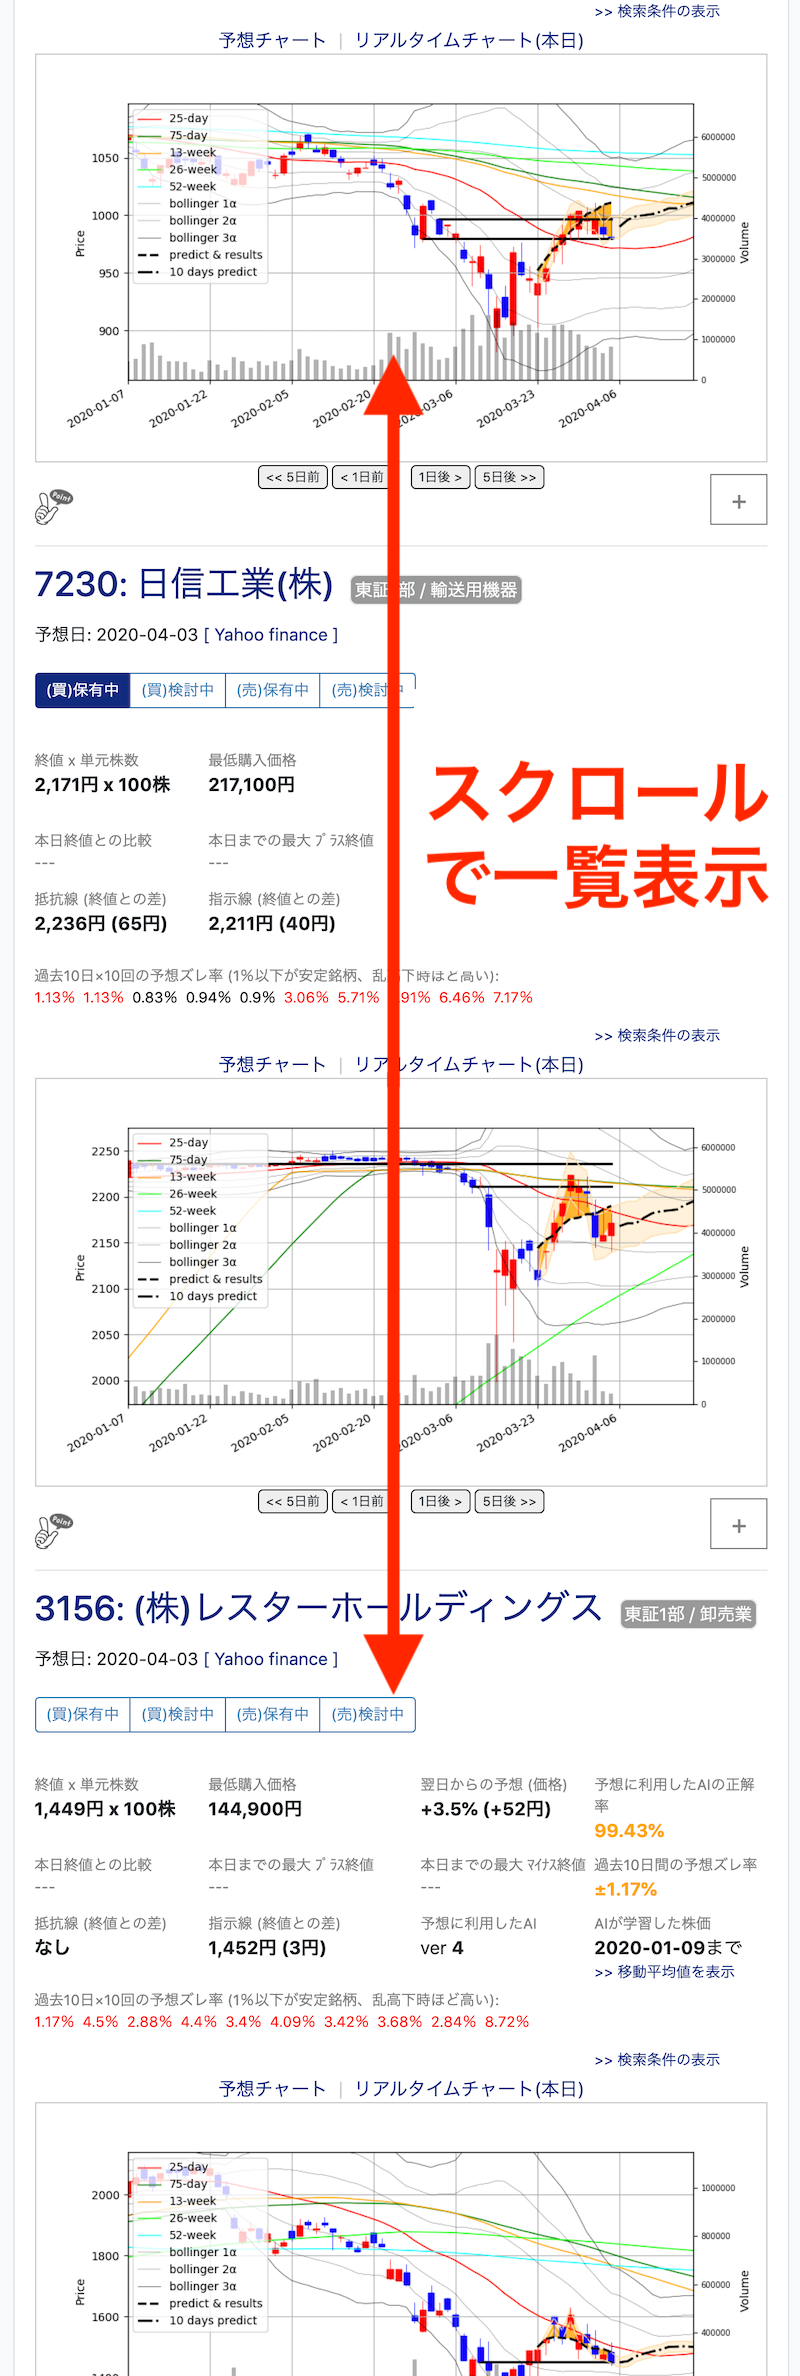 >> 検索条件の表示
予想チャート | リアルタイムチャート(本日)
25-day
75-day
13-week
26-week
52-week
bollinger 1α
bollinger 2α
bollinger 3α
predict & results
10 days predict
1050
1000
950
900
Price
6000000
5000000
4000000
3000000
2000000
1000000
0
Volume
2020-01-07
2020-01-22
2020-02-05
2020-02-20
2020-03-06
2020-03-23
2020-04-06
<< 5日前
< 1日前
1日後 >
5日後 >>
Point
+
7230: 日信工業(株)
東証 部 / 輸送用機器
予想日: 2020-04-03 [ Yahoo finance ]
(買)保有中
(買)検討中
(売)保有中
(売)検討中
スクロール
で一覧表示
終値 x 単元株数
最低購入価格
2,171円 x 100株
217,100円
本日終値との比較
本日までの最大 ﾌﾟﾗｽ終値
---
---
抵抗線 (終値との差)
指示線 (終値との差)
2,236円 (65円)
2,211円 (40円)
過去10日×10回の予想ズレ率 (1%以下が安定銘柄、乱高下時ほど高い):
1.13% 1.13% 0.83% 0.94% 0.9% 3.06% 5.71% .91% 6.46% 7.17%
>> 検索条件の表示
予想チャート | リアルタイムチャート(本日)
25-day
75-day
13-week
26-week
52-week
bollinger 1α
bollinger 2α
bollinger 3α
predict & results
10 days predict
2250
2200
2150
2100
2050
2000
Price
6000000
5000000
4000000
3000000
2000000
1000000
0
Volume
2020-01-07
2020-01-22
2020-02-05
2020-02-20
2020-03-06
2020-03-23
2020-04-06
<< 5日前
< 1日前
1日後 >
5日後 >>
Point
+
3156: (株)レスターホールディングス
東証1部 / 卸売業
予想日: 2020-04-03 [ Yahoo finance ]
(買)保有中
(買)検討中
(売)保有中
(売)検討中
終値 x 単元株数
最低購入価格
翌日からの予想 (価格)
予想に利用したAIの正解
率
1,449円 x 100株
144,900円
+3.5% (+52円)
99.43%
本日終値との比較
本日までの最大 ﾌﾟﾗｽ終値
本日までの最大 ﾏｲﾅｽ終値
過去10日間の予想ズレ率
---
---
---
±1.17%
抵抗線 (終値との差)
指示線 (終値との差)
予想に利用したAI
AIが学習した株価
なし
1,452円 (3円)
ver 4
2020-01-09まで
>> 移動平均値を表示
過去10日×10回の予想ズレ率 (1%以下が安定銘柄、乱高下時ほど高い):
1.17% 4.5% 2.88% 4.4% 3.4% 4.09% 3.42% 3.68% 2.84% 8.72%
>> 検索条件の表示
予想チャート | リアルタイムチャート(本日)
25-day
75-day
13-week
26-week
52-week
bollinger 1α
bollinger 2α
bollinger 3α
predict & results
10 days predict
2000
1800
1600
Price
1000000
800000
600000
400000
Volume